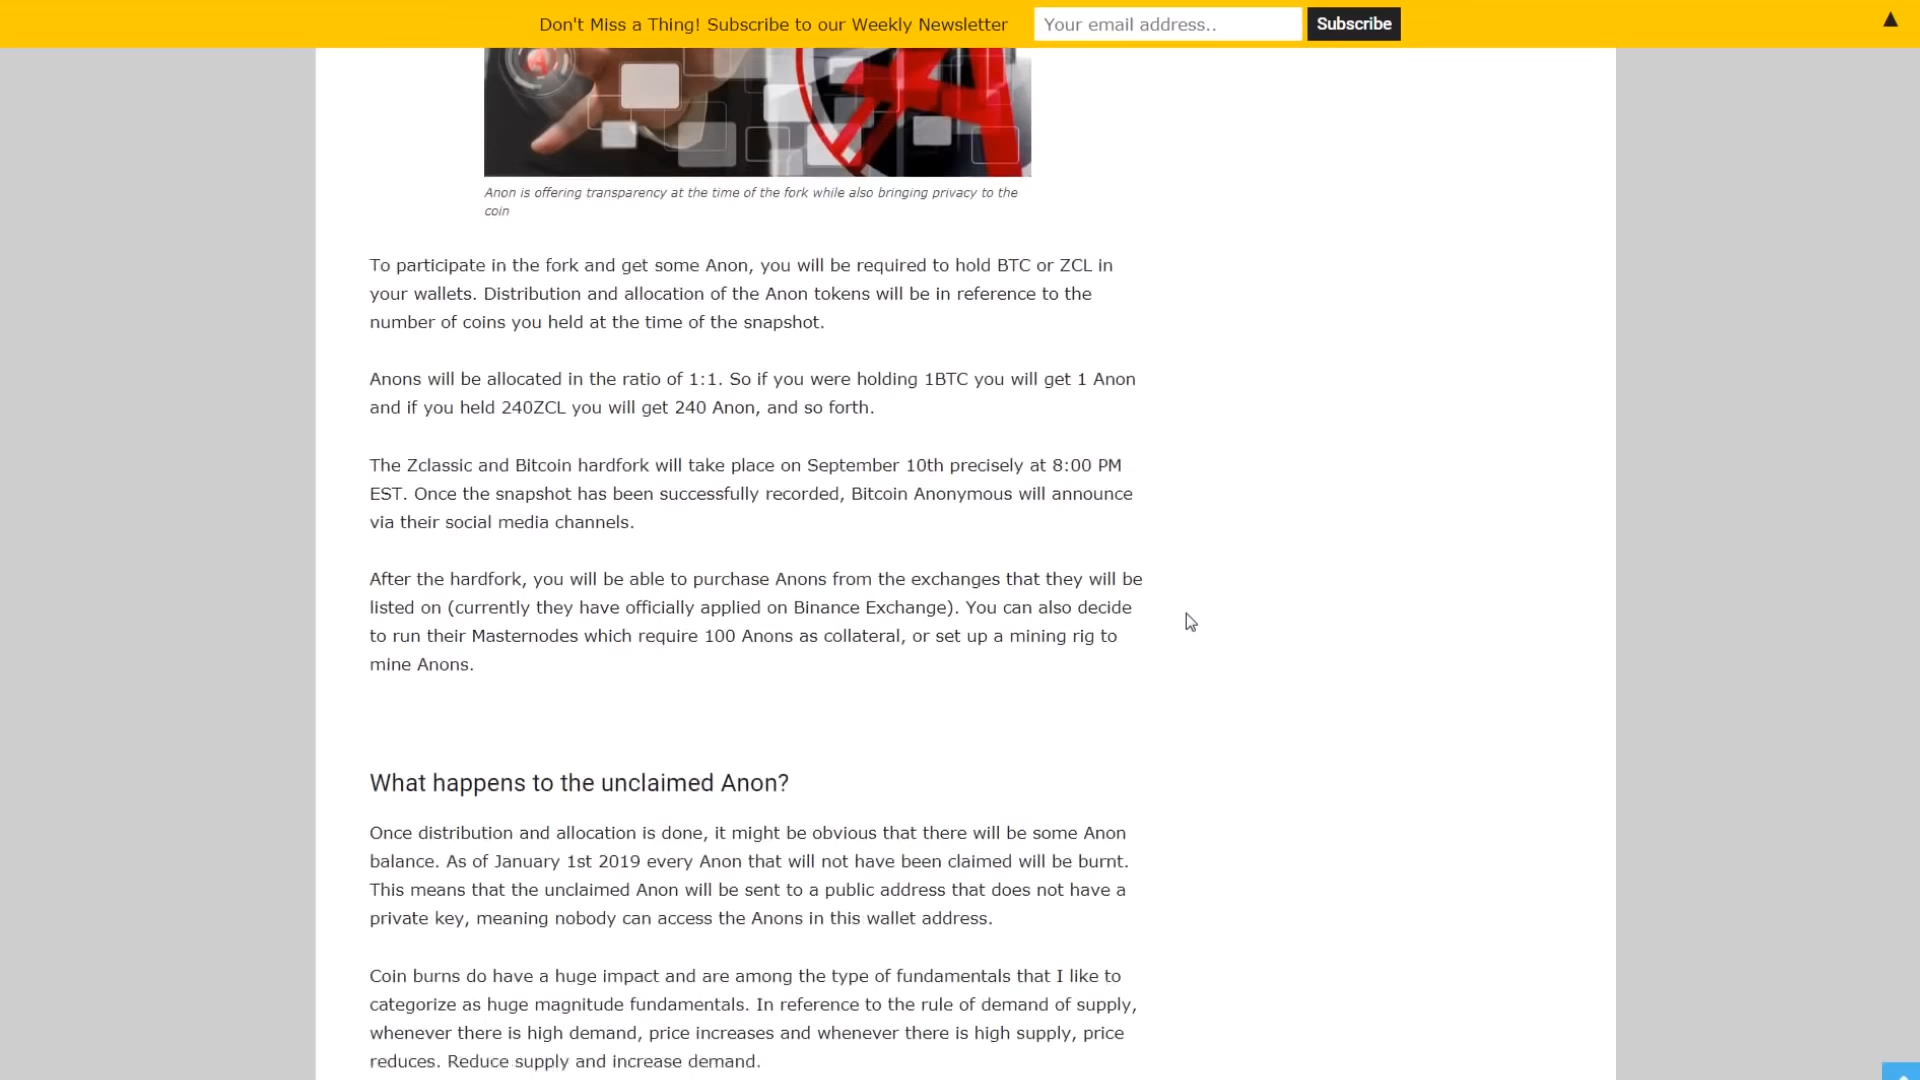 Don't Miss a Thing! Subscribe to our Weekly Newsletter
Your email address..
Subscribe
Anon is offering transparency at the time of the fork while also bringing privacy to the
coin
To participate in the fork and get some Anon, you will be required to hold BTC or ZCL in
your wallets. Distribution and allocation of the Anon tokens will be in reference to the
number of coins you held at the time of the snapshot.
Anons will be allocated in the ratio of 1:1. So if you were holding 1BTC you will get 1 Anon
and if you held 240ZCL you will get 240 Anon, and so forth.
The Zclassic and Bitcoin hardfork will take place on September 10th precisely at 8:00 PM
EST. Once the snapshot has been successfully recorded, Bitcoin Anonymous will announce
via their social media channels.
After the hardfork, you will be able to purchase Anons from the exchanges that they will be
listed on (currently they have officially applied on Binance Exchange). You can also decide
to run their Masternodes which require 100 Anons as collateral, or set up a mining rig to
mine Anons.
What happens to the unclaimed Anon?
Once distribution and allocation is done, it might be obvious that there will be some Anon
balance. As of January 1st 2019 every Anon that will not have been claimed will be burnt.
This means that the unclaimed Anon will be sent to a public address that does not have a
private key, meaning nobody can access the Anons in this wallet address.
Coin burns do have a huge impact and are among the type of fundamentals that I like to
categorize as huge magnitude fundamentals. In reference to the rule of demand of supply,
whenever there is high demand, price increases and whenever there is high supply, price
reduces. Reduce supply and increase demand.